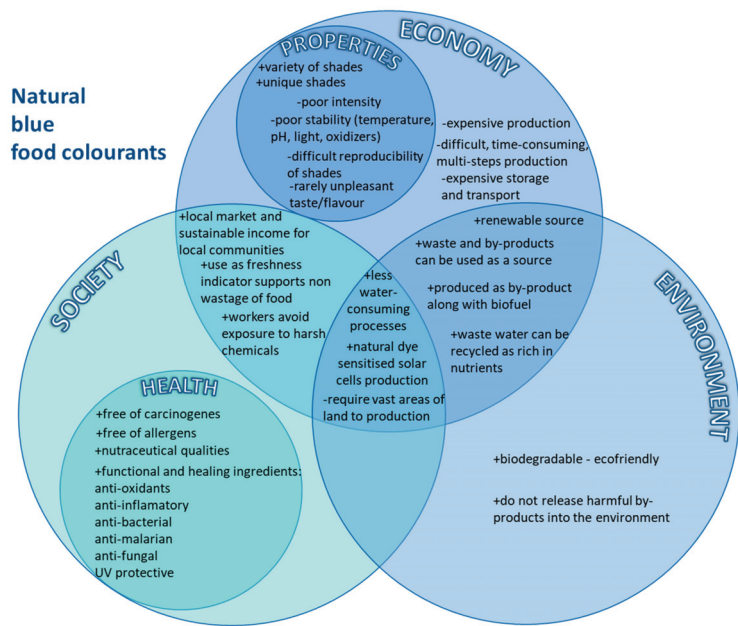 Natural
blue
food colourants
ECONOMY
PROPERTIES
+variety of shades
+unique shades
-poor intensity
-poor stability (temperature,
pH, light, oxidizers)
-difficult reproducibility
of shades
-rarely unpleasant
taste/flavour
-expensive production
-difficult, time-consuming,
multi-steps production
-expensive storage
and transport
SOCIETY
+local market and
sustainable income for
local communities
+use as freshness
indicator supports non
wastage of food
+workers avoid
exposure to harsh
chemicals
+less
water-
consuming
processes
+natural dye
sensitised solar
cells production
-require vast areas of
land to production
+renewable source
+waste and by-products
can be used as a source
+produced as by-product
along with biofuel
+waste water can be
recycled as rich in
nutrients
ENVIRONMENT
+biodegradable - ecofriendly
+do not release harmful by-
products into the environment
HEALTH
+free of carcinogenes
+free of allergens
+nutraceutical qualities
+functional and healing ingredients:
anti-oxidants
anti-inflamatory
anti-bacterial
anti-malarian
anti-fungal
UV protective